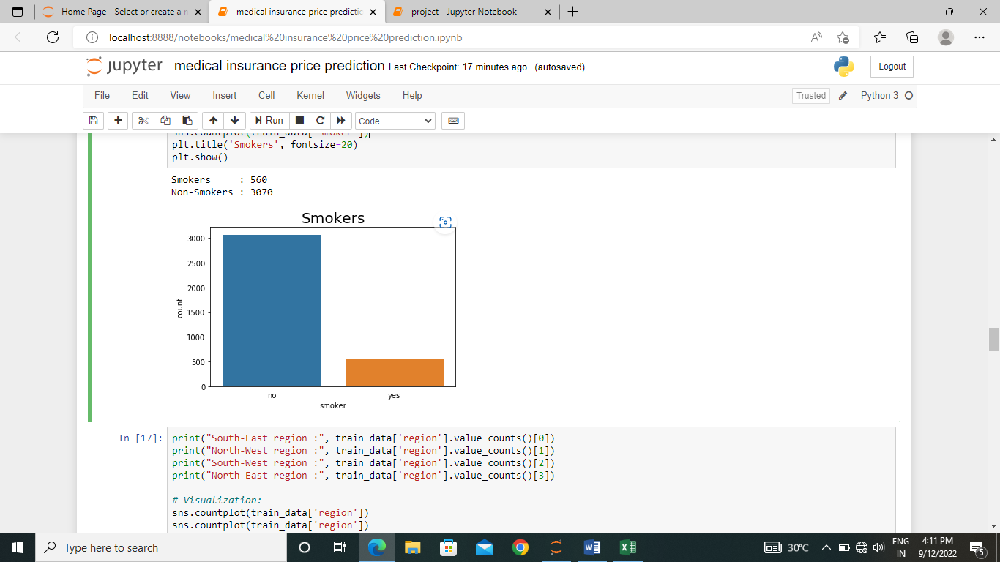 Home Page - Select or create a n
medical insurance price predictic
project - Jupyter Notebook
localhost:8888/notebooks/medical%20insurance%20price%20prediction.ipynb
jupyter medical insurance price prediction Last Checkpoint: 17 minutes ago (autosaved)
Logout
File Edit View Insert Cell Kernel Widgets Help
Trusted
Python 3
Run
Code
sns.countplot(train_data['smoker'])
plt.title('Smokers', fontsize=20)
plt.show()
Smokers : 560
Non-Smokers : 3070
Smokers
3000
2500
2000
1500
1000
500
0
count
no yes
smoker
In [17]:
print("South-East region :", train_data['region'].value_counts()[0])
print("North-West region :", train_data['region'].value_counts()[1])
print("South-West region :", train_data['region'].value_counts()[2])
print("North-East region :", train_data['region'].value_counts()[3])
# Visualization:
sns.countplot(train_data['region'])
sns.countplot(train_data['region'])
Type here to search
30°C
ENG
IN
4:11 PM
9/12/2022
5